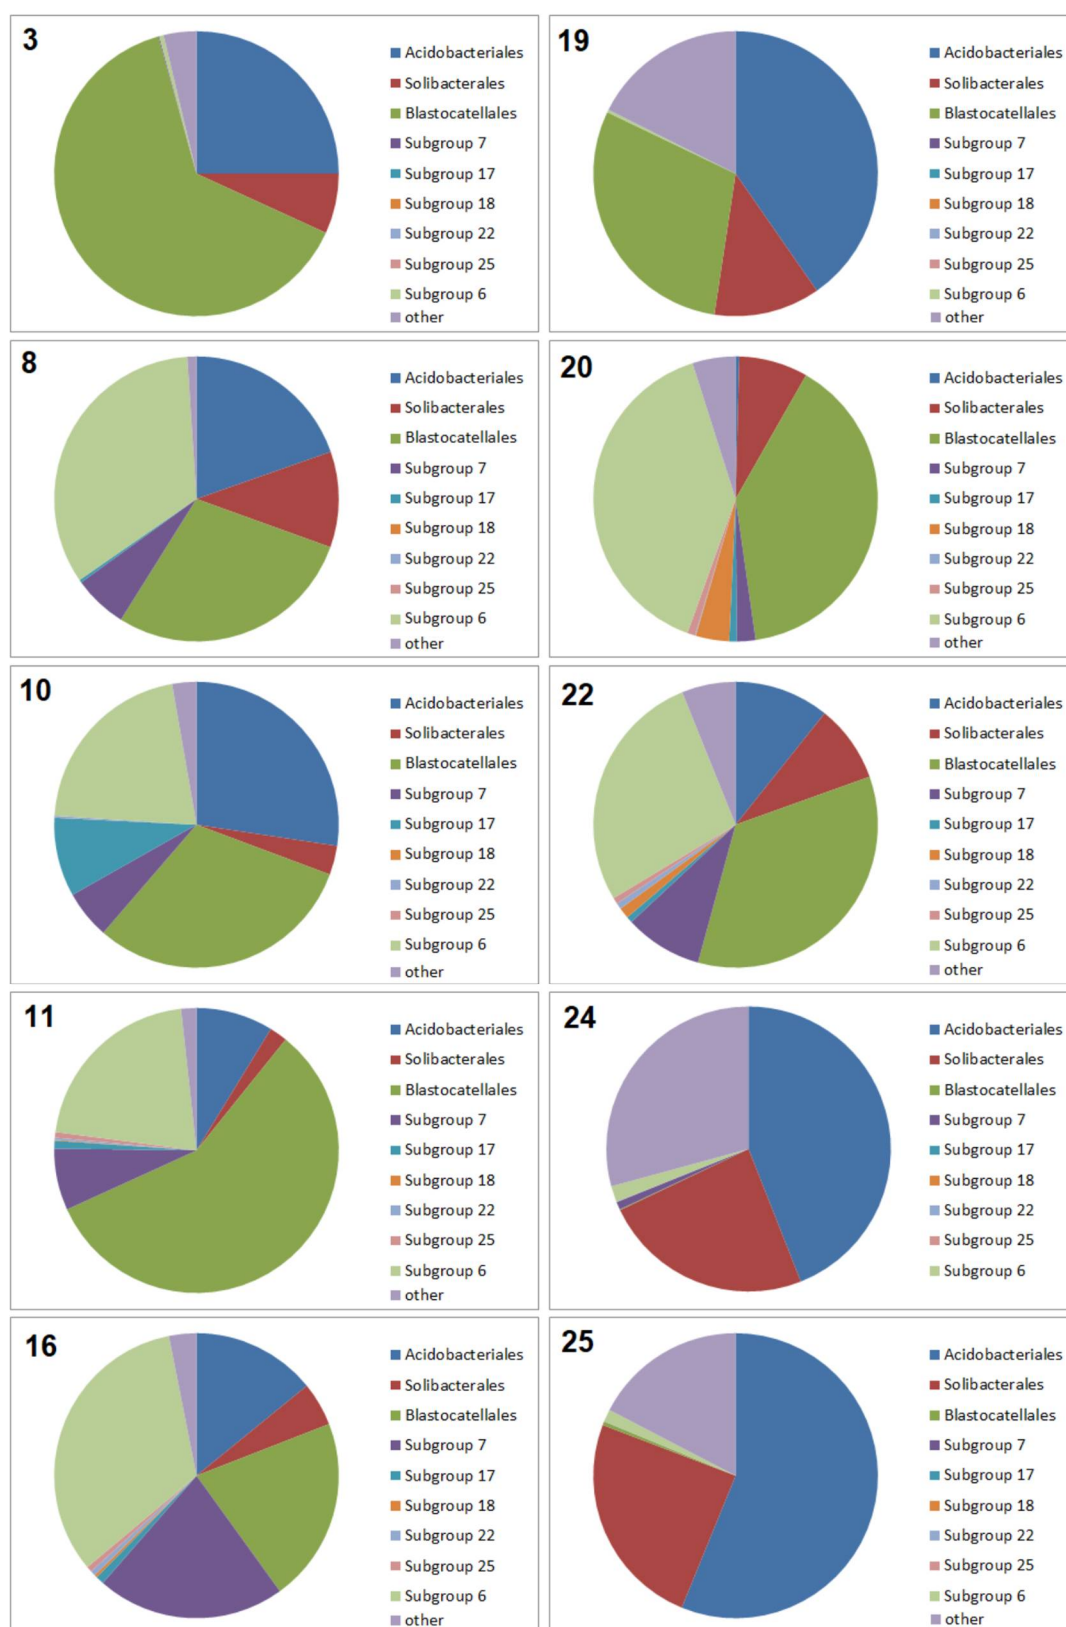 3
Acidobacteriales
Solibacterales
Blastocatellales
Subgroup 7
Subgroup 17
Subgroup 18
Subgroup 22
Subgroup 25
Subgroup 6
other
19
Acidobacteriales
Solibacterales
Blastocatellales
Subgroup 7
Subgroup 17
Subgroup 18
Subgroup 22
Subgroup 25
Subgroup 6
other
8
Acidobacteriales
Solibacterales
Blastocatellales
Subgroup 7
Subgroup 17
Subgroup 18
Subgroup 22
Subgroup 25
Subgroup 6
other
20
Acidobacteriales
Solibacterales
Blastocatellales
Subgroup 7
Subgroup 17
Subgroup 18
Subgroup 22
Subgroup 25
Subgroup 6
other
10
Acidobacteriales
Solibacterales
Blastocatellales
Subgroup 7
Subgroup 17
Subgroup 18
Subgroup 22
Subgroup 25
Subgroup 6
other
22
Acidobacteriales
Solibacterales
Blastocatellales
Subgroup 7
Subgroup 17
Subgroup 18
Subgroup 22
Subgroup 25
Subgroup 6
other
11
Acidobacteriales
Solibacterales
Blastocatellales
Subgroup 7
Subgroup 17
Subgroup 18
Subgroup 22
Subgroup 25
Subgroup 6
other
24
Acidobacteriales
Solibacterales
Blastocatellales
Subgroup 7
Subgroup 17
Subgroup 18
Subgroup 22
Subgroup 25
Subgroup 6
16
Acidobacteriales
Solibacterales
Blastocatellales
Subgroup 7
Subgroup 17
Subgroup 18
Subgroup 22
Subgroup 25
Subgroup 6
other
25
Acidobacteriales
Solibacterales
Blastocatellales
Subgroup 7
Subgroup 17
Subgroup 18
Subgroup 22
Subgroup 25
Subgroup 6
other